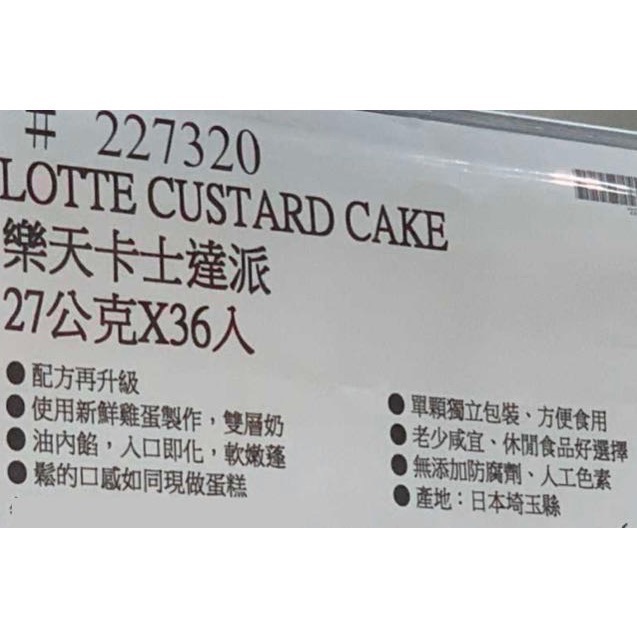 # 227320
LOTTE CUSTARD CAKE
樂天卡士達派
27公克X36入
● 配方再升級
● 使用新鮮雞蛋製作，雙層奶
● 油內餡，入口即化，軟嫩蓬
● 鬆的口感如同現做蛋糕
● 單顆獨立包裝、方便食用
● 老少咸宜、休閒食品好選擇
● 無添加防腐劑、人工色素
● 產地：日本埼玉縣